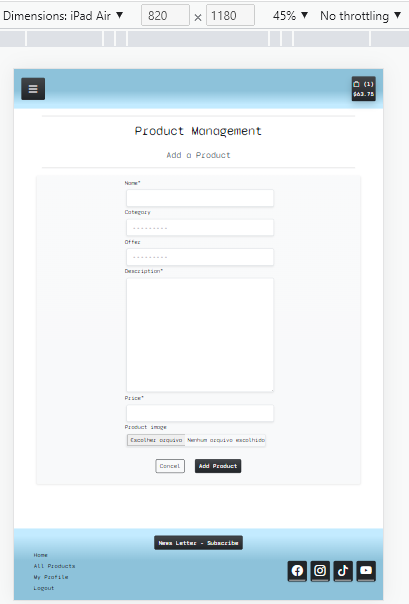 Dimensions: iPad Air ▼ 820 × 1180 45% ▼ No throttling ▼
(1)
$63.75
Product Management
Add a Product
Name*
Category
---------
Offer
---------
Description*
Price*
Product image
Escolher arquivo Nenhum arquivo escolhido
Cancel Add Product
News Letter - Subscribe
Home
All Products
My Profile
Logout